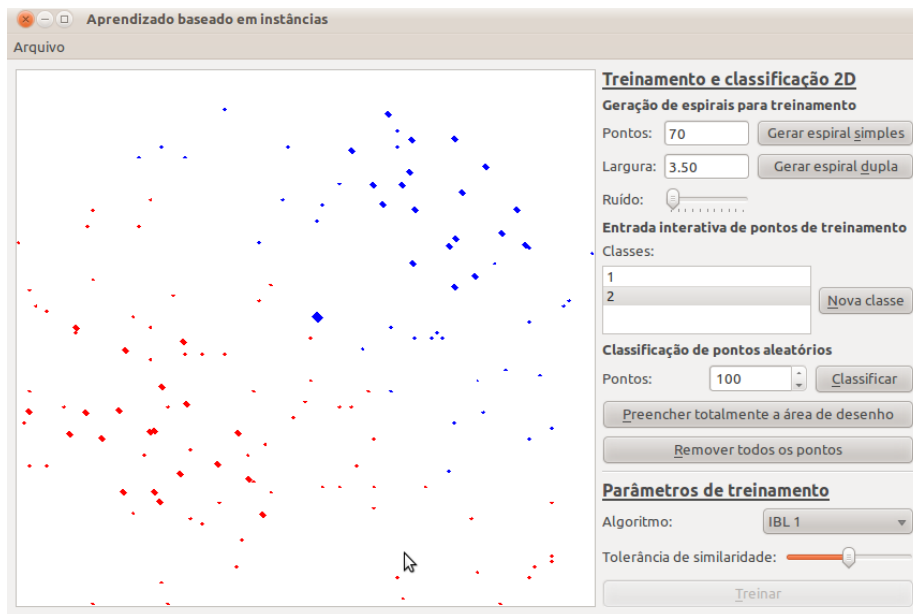 Aprendizado baseado em instâncias
Arquivo
Treinamento e classificação 2D
Geração de espirais para treinamento
Pontos: 70 Gerar espiral simples
Largura: 3.50 Gerar espiral dupla
Ruído:
Entrada interativa de pontos de treinamento
Classes:
1
2
Nova classe
Classificação de pontos aleatórios
Pontos: 100 Classificar
Preencher totalmente a área de desenho
Remover todos os pontos
Parâmetros de treinamento
Algoritmo: IBL 1
Tolerância de similaridade:
Treinar